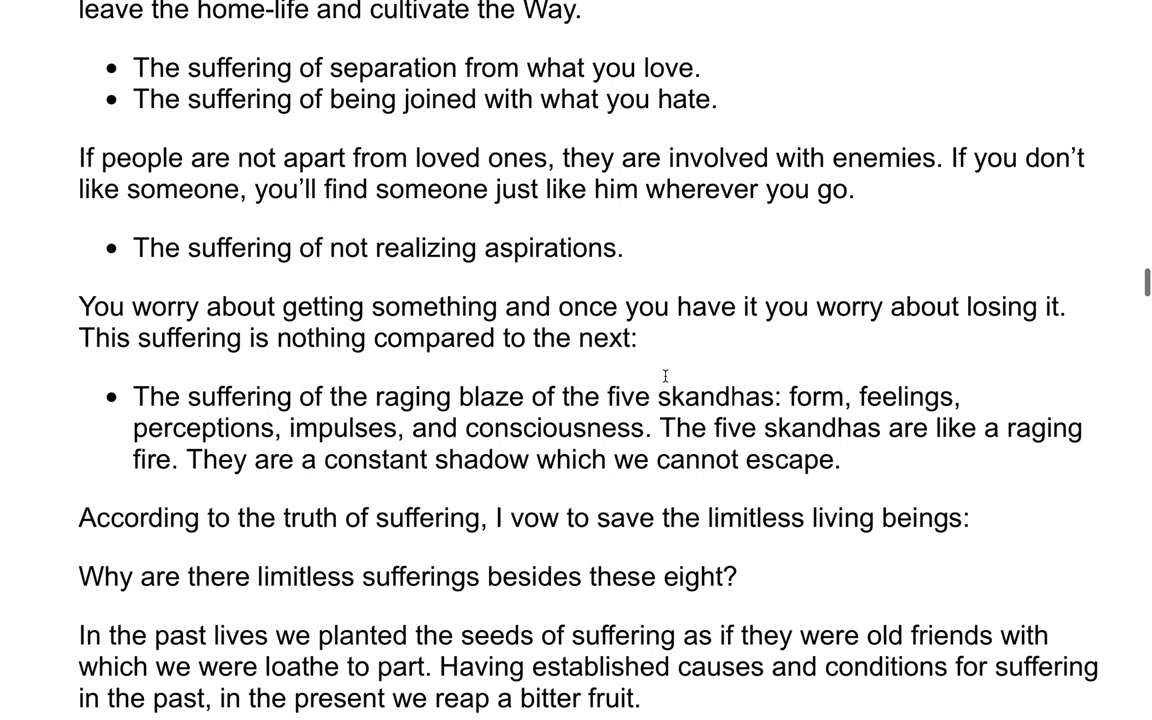 leave the home-life and cultivate the Way.
• The suffering of separation from what you love.
• The suffering of being joined with what you hate.
If people are not apart from loved ones, they are involved with enemies. If you don’t
like someone, you’ll find someone just like him wherever you go.
• The suffering of not realizing aspirations.
You worry about getting something and once you have it you worry about losing it.
This suffering is nothing compared to the next:
• The suffering of the raging blaze of the five skandhas: form, feelings,
perceptions, impulses, and consciousness. The five skandhas are like a raging
fire. They are a constant shadow which we cannot escape.
According to the truth of suffering, I vow to save the limitless living beings:
Why are there limitless sufferings besides these eight?
In the past lives we planted the seeds of suffering as if they were old friends with
which we were loathe to part. Having established causes and conditions for suffering
in the past, in the present we reap a bitter fruit.